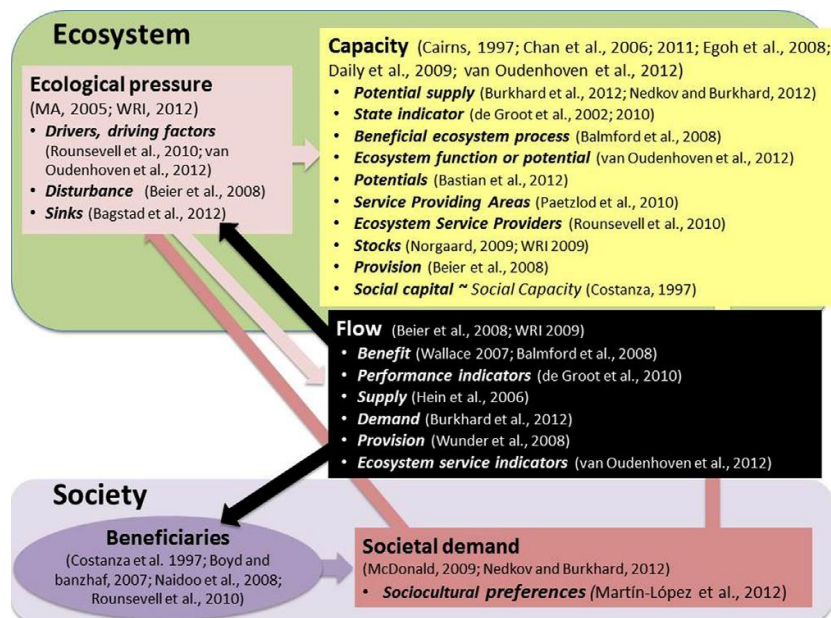 Ecosystem
Ecological pressure
(MA, 2005; WRI, 2012)
• Drivers, driving factors
(Rounsevell et al., 2010; van
Oudenhoven et al., 2012)
• Disturbance (Beier et al., 2008)
• Sinks (Bagstad et al., 2012)
Capacity (Cairns, 1997; Chan et al., 2006; 2011; Egoh et al., 2008;
Daily et al., 2009; van Oudenhoven et al., 2012)
• Potential supply (Burkhard et al., 2012; Nedkov and Burkhard, 2012)
• State indicator (de Groot et al., 2002; 2010)
• Beneficial ecosystem process (Balmford et al., 2008)
• Ecosystem function or potential (van Oudenhoven et al., 2012)
• Potentials (Bastian et al., 2012)
• Service Providing Areas (Paetzlod et al., 2010)
• Ecosystem Service Providers (Rounsevell et al., 2010)
• Stocks (Norgaard, 2009; WRI 2009)
• Provision (Beier et al., 2008)
• Social capital ~ Social Capacity (Costanza, 1997)
Flow (Beier et al., 2008; WRI 2009)
• Benefit (Wallace 2007; Balmford et al., 2008)
• Performance indicators (de Groot et al., 2010)
• Supply (Hein et al., 2006)
• Demand (Burkhard et al., 2012)
• Provision (Wunder et al., 2008)
• Ecosystem service indicators (van Oudenhoven et al., 2012)
Society
Beneficiaries
(Costanza et al. 1997; Boyd and
banzhaf, 2007; Naidoo et al., 2008;
Rounsevell et al., 2010)
Societal demand
(McDonald, 2009; Nedkov and Burkhard, 2012)
• Sociocultural preferences (Martín-López et al., 2012)